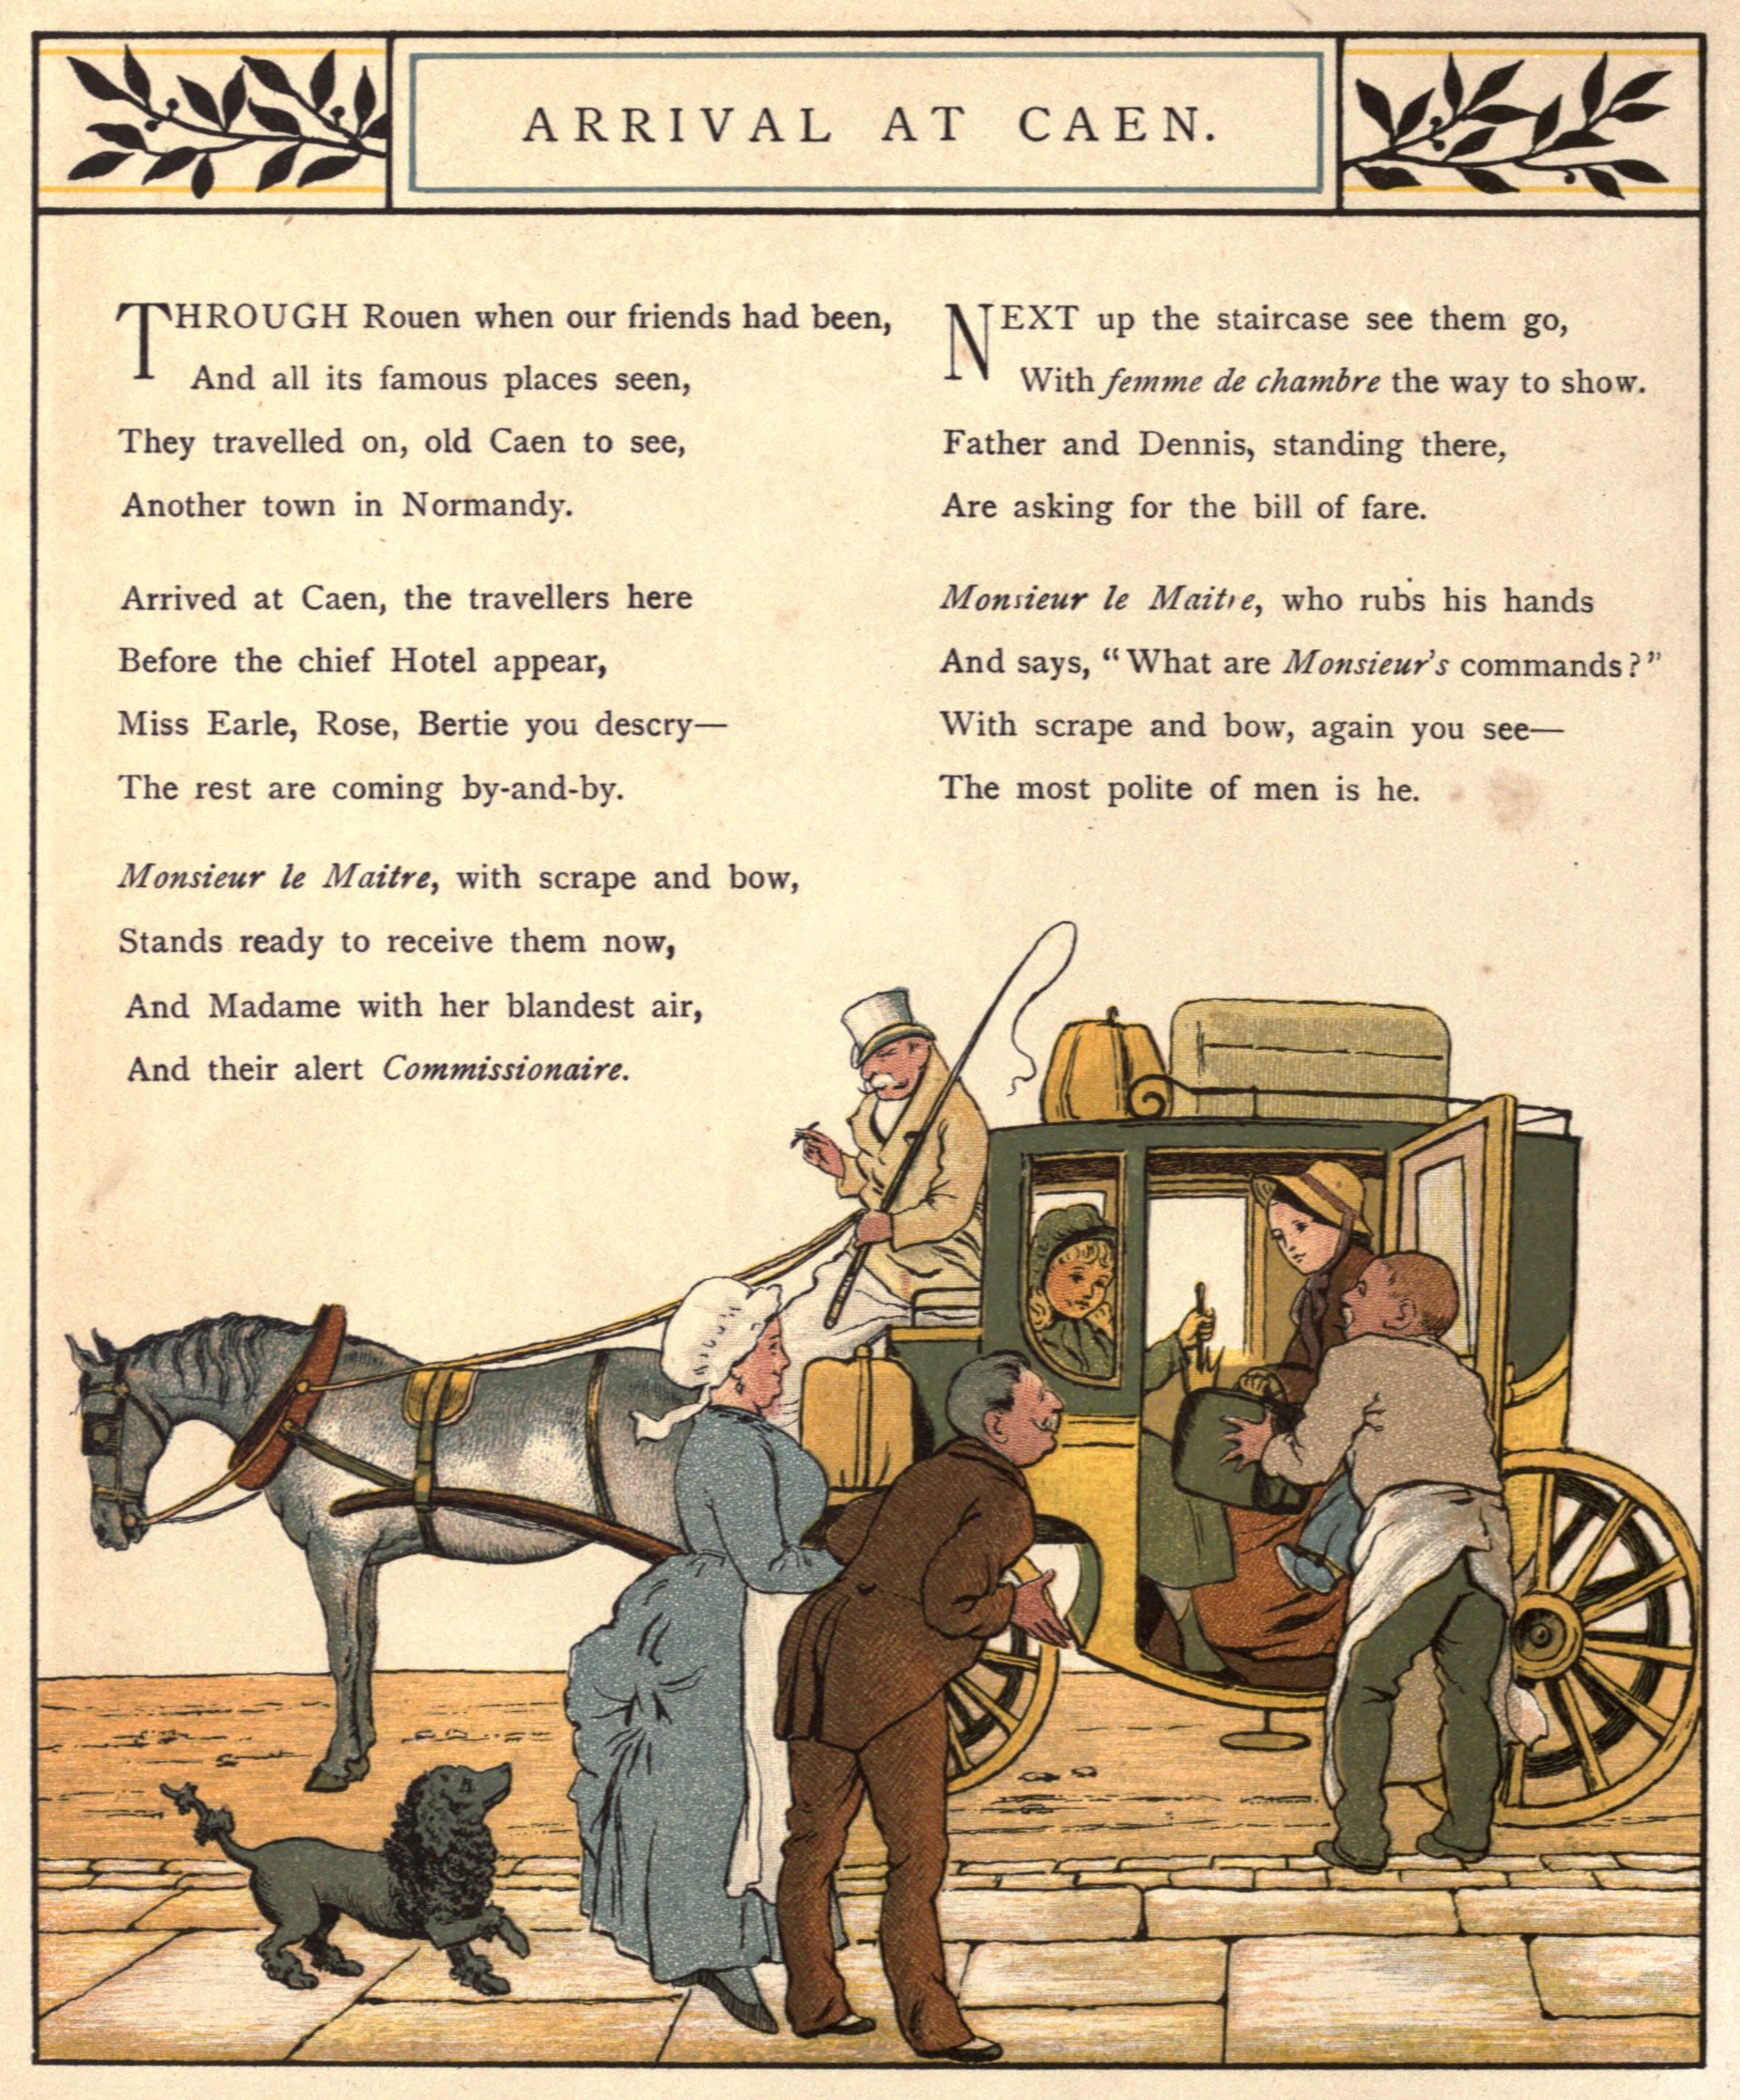 ARRIVAL AT CAEN.
THROUGH Rouen when our friends had been,
And all its famous places seen,
They travelled on, old Caen to see,
Another town in Normandy.
Arrived at Caen, the travellers here
Before the chief Hotel appear,
Miss Earle, Rose, Bertie you descry—
The rest are coming by-and-by.
Monsieur le Maitre, with scrape and bow,
Stands ready to receive them now,
And Madame with her blandest air,
And their alert Commissionaire.
NEXT up the staircase see them go,
With femme de chambre the way to show.
Father and Dennis, standing there,
Are asking for the bill of fare.
Monsieur le Maitre, who rubs his hands
And says, “What are Monsieur's commands?”
With scrape and bow, again you see—
The most polite of men is he.